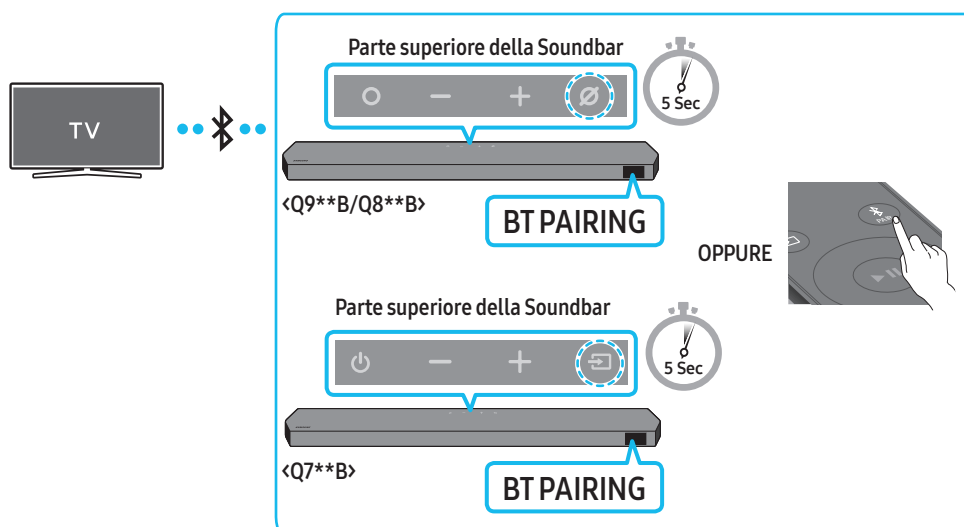 Parte superiore della Soundbar
5 Sec
TV
<Q9**B/Q8**B>
BT PAIRING
OPPURE
PAIR
Parte superiore della Soundbar
5 Sec
<Q7**B>
BT PAIRING